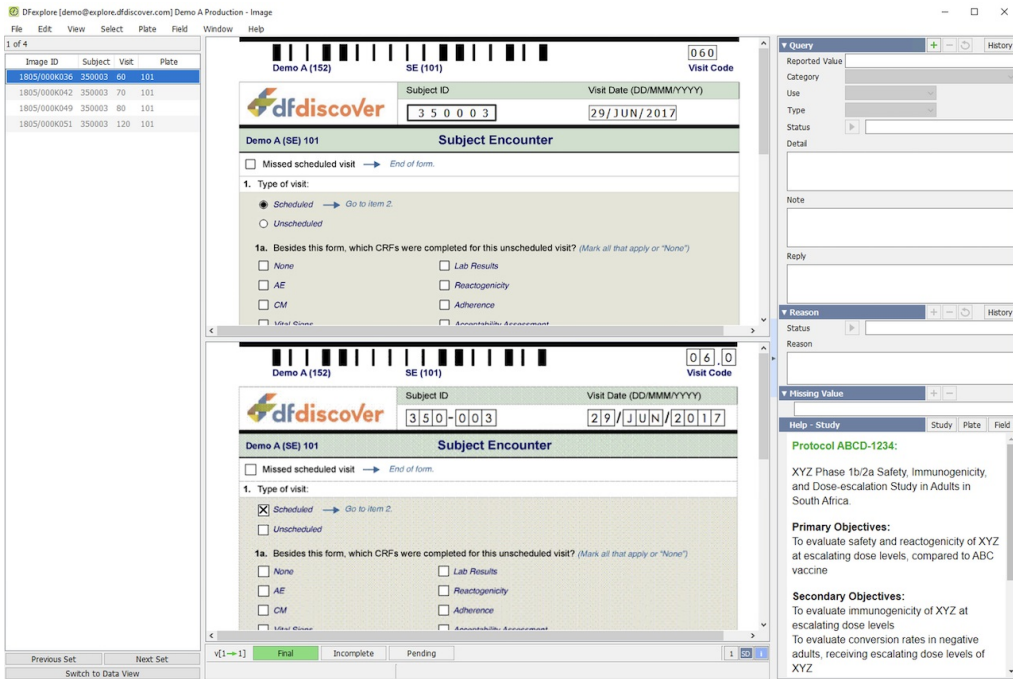 DFexplore [demo@explore.dfdiscover.com] Demo A Production - Image
File Edit View Select Plate Field Window Help
1 of 4
Image ID Subject Visit Plate
1805/000K036 350003 60 101
1805/000K042 350003 70 101
1805/000K049 350003 80 101
1805/000K051 350003 120 101
Previous Set Next Set
Switch to Data View
060
Demo A (152) SE (101) Visit Code
dfdiscover
Subject ID Visit Date (DD/MMM/YYYY)
350003 29/JUN/2017
Demo A (SE) 101 Subject Encounter
Missed scheduled visit End of form.
1. Type of visit:
Scheduled Go to item 2.
Unscheduled
1a. Besides this form, which CRFs were completed for this unscheduled visit? (Mark all that apply or "None")
None Lab Results
AE Reactogenicity
CM Adherence
Vital Signs Acceptability Assessment
06.0
Demo A (152) SE (101) Visit Code
dfdiscover
Subject ID Visit Date (DD/MMM/YYYY)
350-003 29/JUN/2017
Demo A (SE) 101 Subject Encounter
Missed scheduled visit End of form.
1. Type of visit:
Scheduled Go to item 2.
Unscheduled
1a. Besides this form, which CRFs were completed for this unscheduled visit? (Mark all that apply or "None")
None Lab Results
AE Reactogenicity
CM Adherence
Vital Signs Acceptability Assessment
v[1→1] Final Incomplete Pending 1 SD i
Query + − History
Reported Value
Category
Use
Type
Status
Detail
Note
Reply
Reason + − History
Status
Reason
Missing Value + −
Help - Study Study Plate Field
Protocol ABCD-1234:
XYZ Phase 1b/2a Safety, Immunogenicity,
and Dose-escalation Study in Adults in
South Africa.
Primary Objectives:
To evaluate safety and reactogenicity of XYZ
at escalating dose levels, compared to ABC
vaccine
Secondary Objectives:
To evaluate immunogenicity of XYZ at
escalating dose levels
To evaluate conversion rates in negative
adults, receiving escalating dose levels of
XYZ